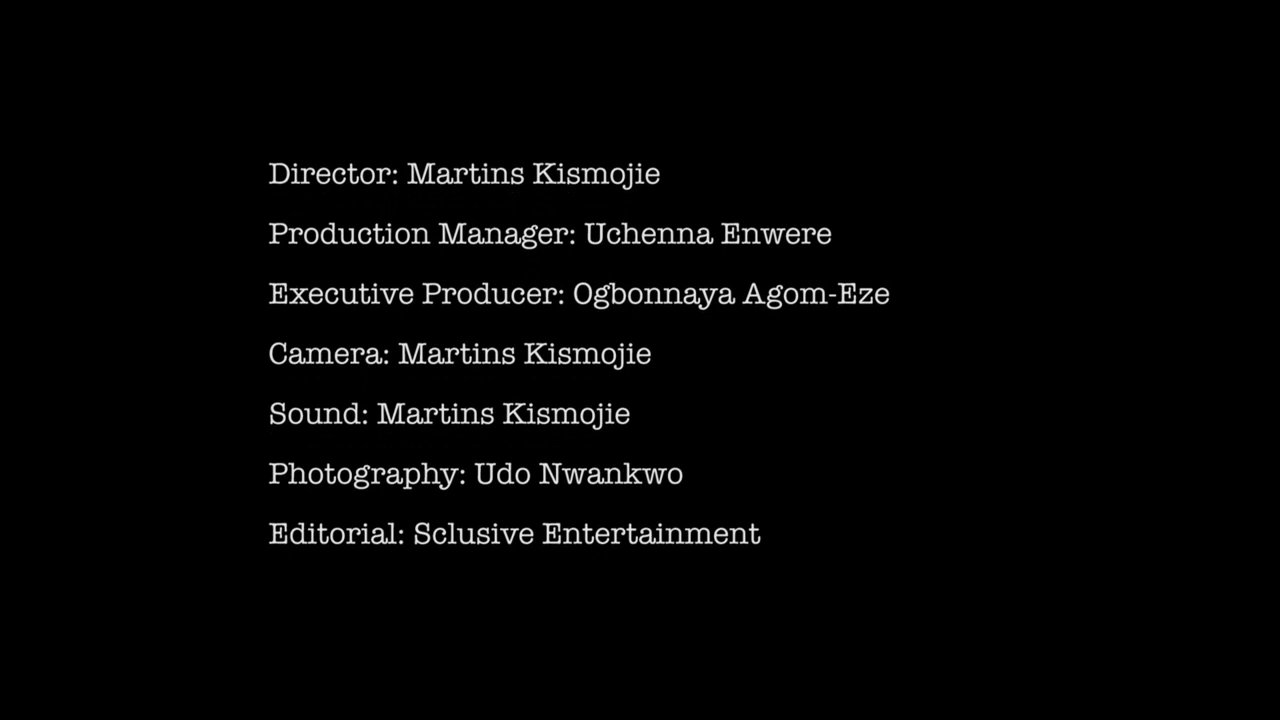 Director: Martins Kismojie
Production Manager: Uchenna Enwere
Executive Producer: Ogbonnaya Agom-Eze
Camera: Martins Kismojie
Sound: Martins Kismojie
Photography: Udo Nwankwo
Editorial: Sclusive Entertainment